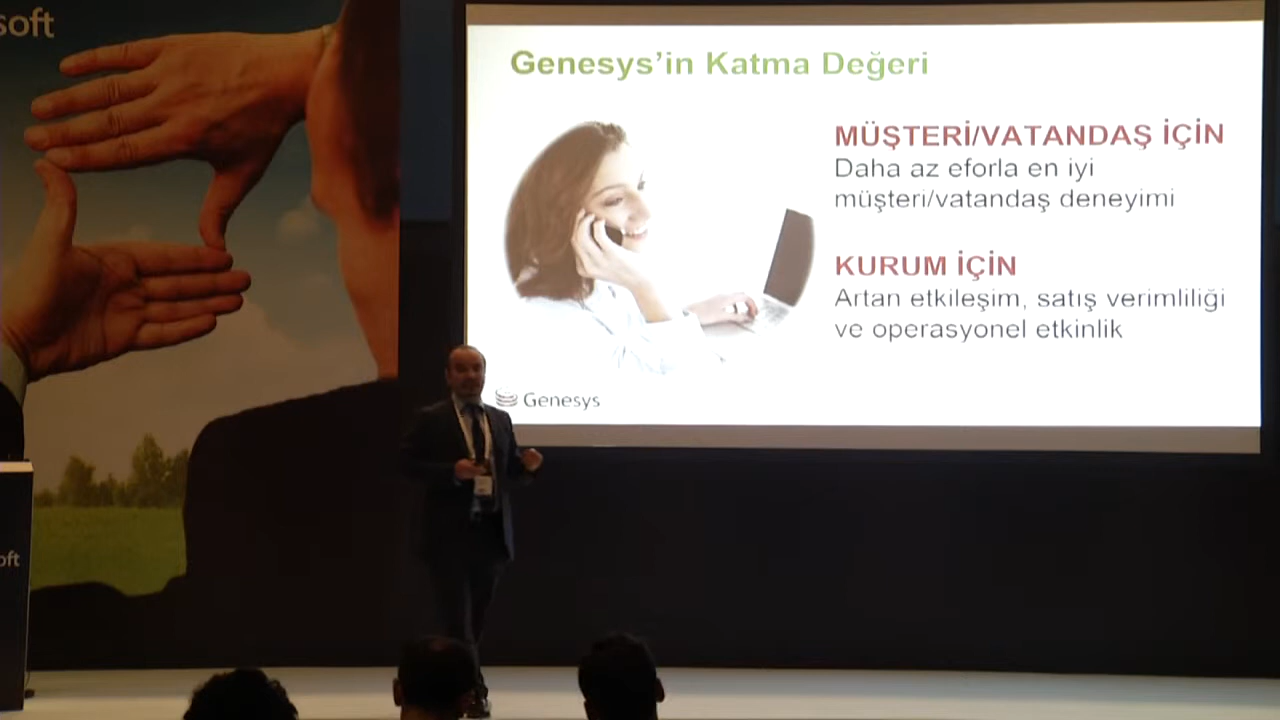 soft
Genesys'in Katma Değeri
MÜŞTERİ/VATANDAŞ İÇİN
Daha az eforla en iyi
müşteri/vatandaş deneyimi
KURUM İÇİN
Artan etkileşim, satış verimliliği
ve operasyonel etkinlik
Genesys
oft